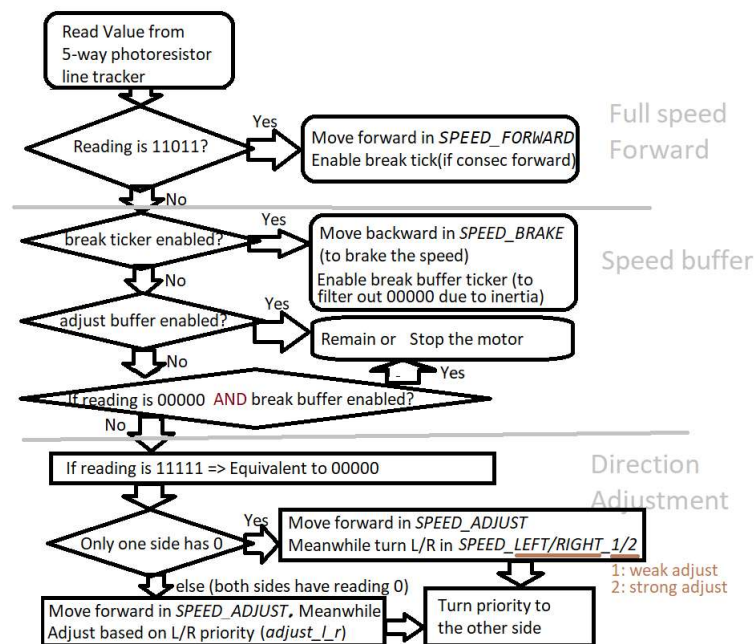 Read Value from
5-way photoresistor
line tracker
Reading is 11011?
Yes
Move forward in SPEED_FORWARD
Enable break tick(if consec forward)
Full speed
Forward
No
break ticker enabled?
Yes
Move backward in SPEED_BRAKE
(to brake the speed)
Enable break buffer ticker (to
filter out 00000 due to inertia)
Speed buffer
No
adjust buffer enabled?
Yes
Remain or Stop the motor
No
Yes
If reading is 00000 AND break buffer enabled?
No
If reading is 11111 => Equivalent to 00000
Direction
Adjustment
Only one side has 0
Yes
Move forward in SPEED_ADJUST
Meanwhile turn L/R in SPEED_LEFT/RIGHT_1/2
1: weak adjust
2: strong adjust
else (both sides have reading 0)
Move forward in SPEED_ADJUST, Meanwhile
Adjust based on L/R priority (adjust_l_r)
Turn priority to
the other side